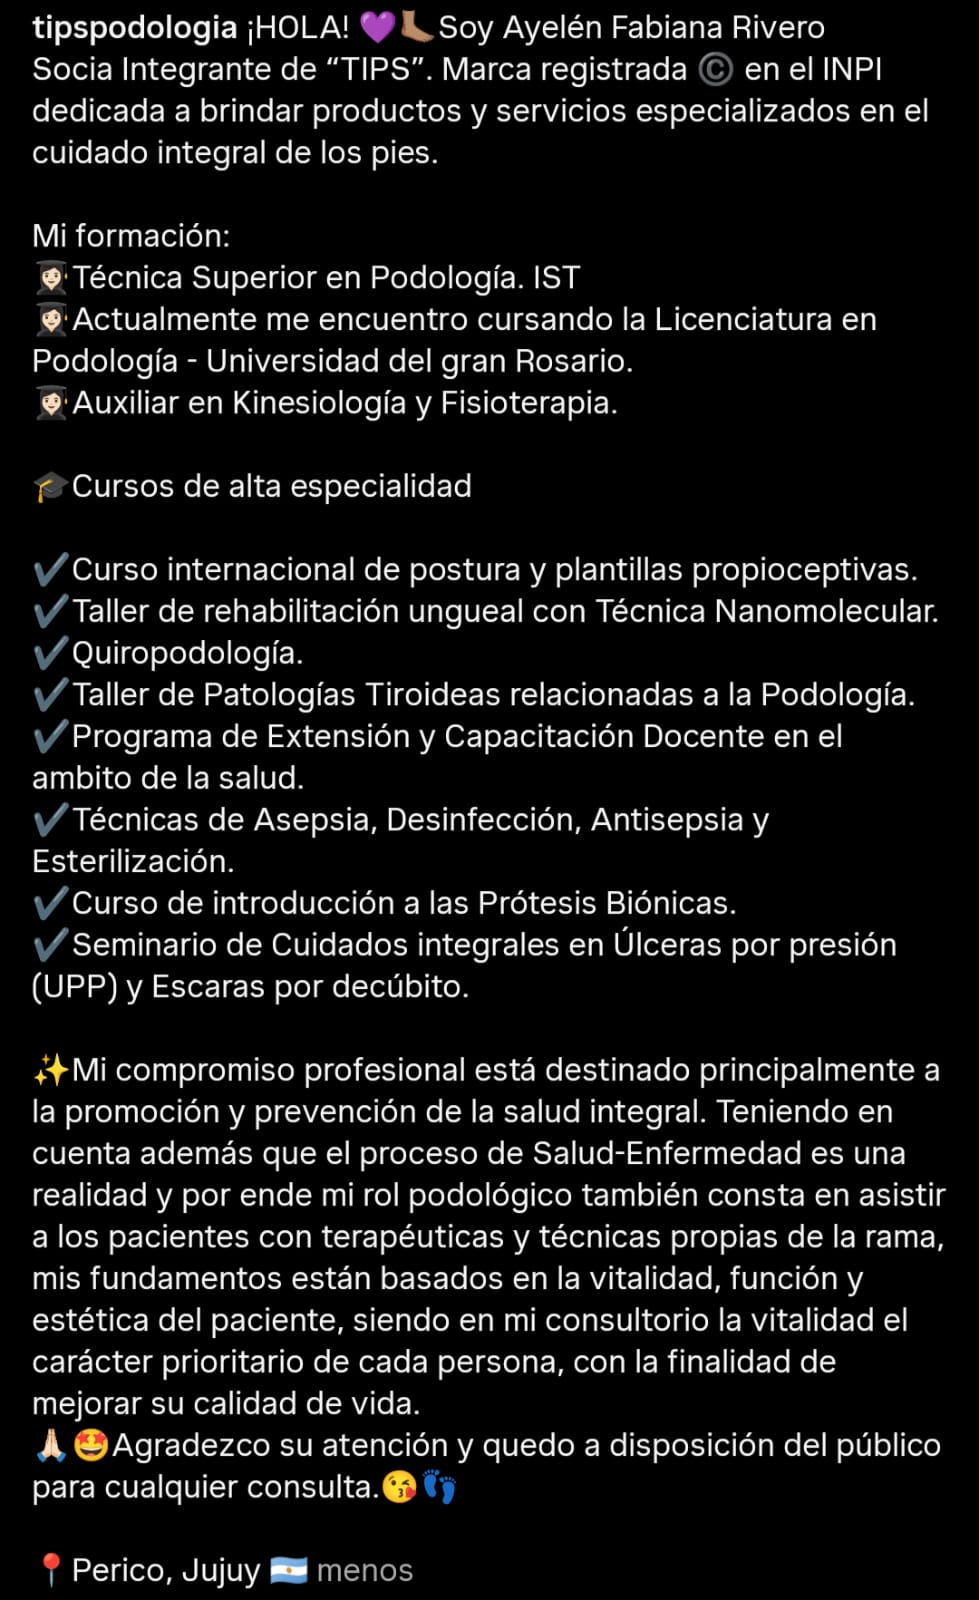 tipspodologia ¡HOLA! 💜🦶🏽Soy Ayelén Fabiana Rivero
Socia Integrante de “TIPS”. Marca registrada ©️ en el INPI
dedicada a brindar productos y servicios especializados en el
cuidado integral de los pies.
Mi formación:
👩🏻‍🎓Técnica Superior en Podología. IST
👩🏻‍🎓Actualmente me encuentro cursando la Licenciatura en
Podología - Universidad del gran Rosario.
👩🏻‍🎓Auxiliar en Kinesiología y Fisioterapia.
🎓Cursos de alta especialidad
✔️Curso internacional de postura y plantillas propioceptivas.
✔️Taller de rehabilitación ungueal con Técnica Nanomolecular.
✔️Quiropodología.
✔️Taller de Patologías Tiroideas relacionadas a la Podología.
✔️Programa de Extensión y Capacitación Docente en el
ambito de la salud.
✔️Técnicas de Asepsia, Desinfección, Antisepsia y
Esterilización.
✔️Curso de introducción a las Prótesis Biónicas.
✔️Seminario de Cuidados integrales en Úlceras por presión
(UPP) y Escaras por decúbito.
✨Mi compromiso profesional está destinado principalmente a
la promoción y prevención de la salud integral. Teniendo en
cuenta además que el proceso de Salud-Enfermedad es una
realidad y por ende mi rol podológico también consta en asistir
a los pacientes con terapéuticas y técnicas propias de la rama,
mis fundamentos están basados en la vitalidad, función y
estética del paciente, siendo en mi consultorio la vitalidad el
carácter prioritario de cada persona, con la finalidad de
mejorar su calidad de vida.
🙏🏻🤩Agradezco su atención y quedo a disposición del público
para cualquier consulta.😘👣
📍Perico, Jujuy 🇦🇷 menos